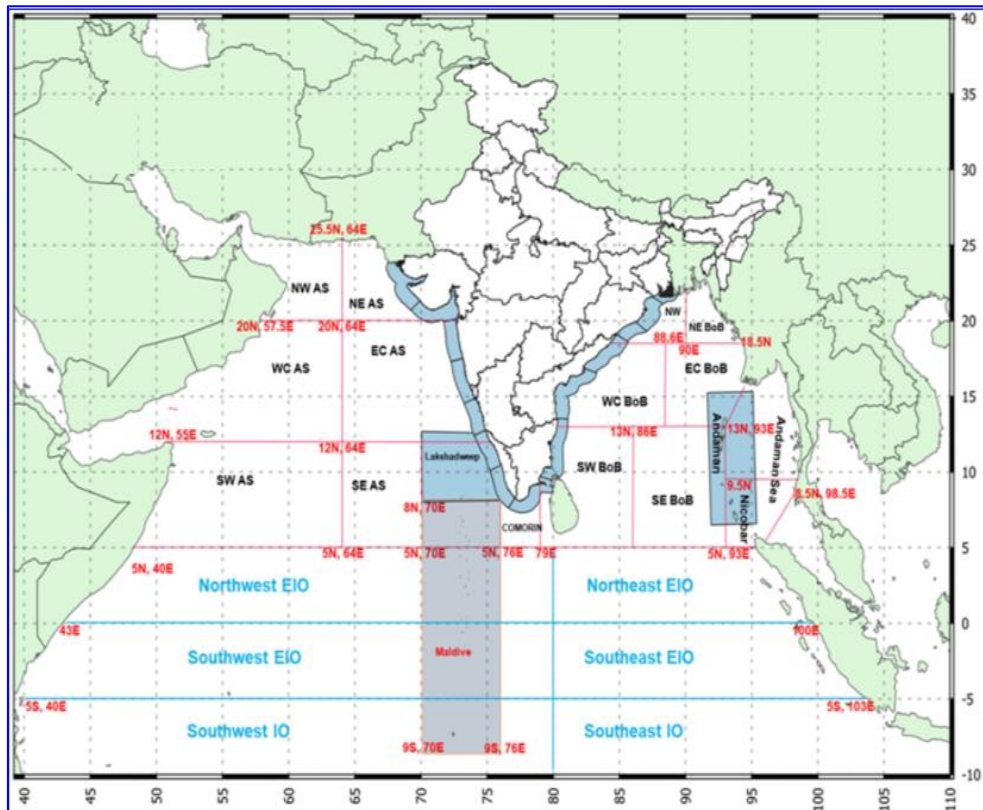 40
35
30
25.5N, 64E
25
NW AS
NE AS
NW
NE BoB
20N, 57.5E
20N, 64E
20
88.6E
90E
18.5N
EC AS
WC AS
EC BoB
15
WC BoB
12N, 55E
12N, 64E
13N, 86E
13N, 93E
Andaman
Andaman Sea
Lakshadweep
SW BoB
10
SW AS
SE AS
9.5N
8.5N, 98.5E
8N, 70E
SE BoB
Nicobar
COMORIN
5
5N, 40E
5N, 64E
5N, 70E
5N, 76E
79E
5N, 93E
Northwest EIO
Northeast EIO
43E
100E
0
Maldive
Southwest EIO
Southeast EIO
5S, 40E
5S, 103E
-5
Southwest IO
Southeast IO
9S, 70E
9S, 76E
-10
40
45
50
55
60
65
70
75
80
85
90
95
100
105
110